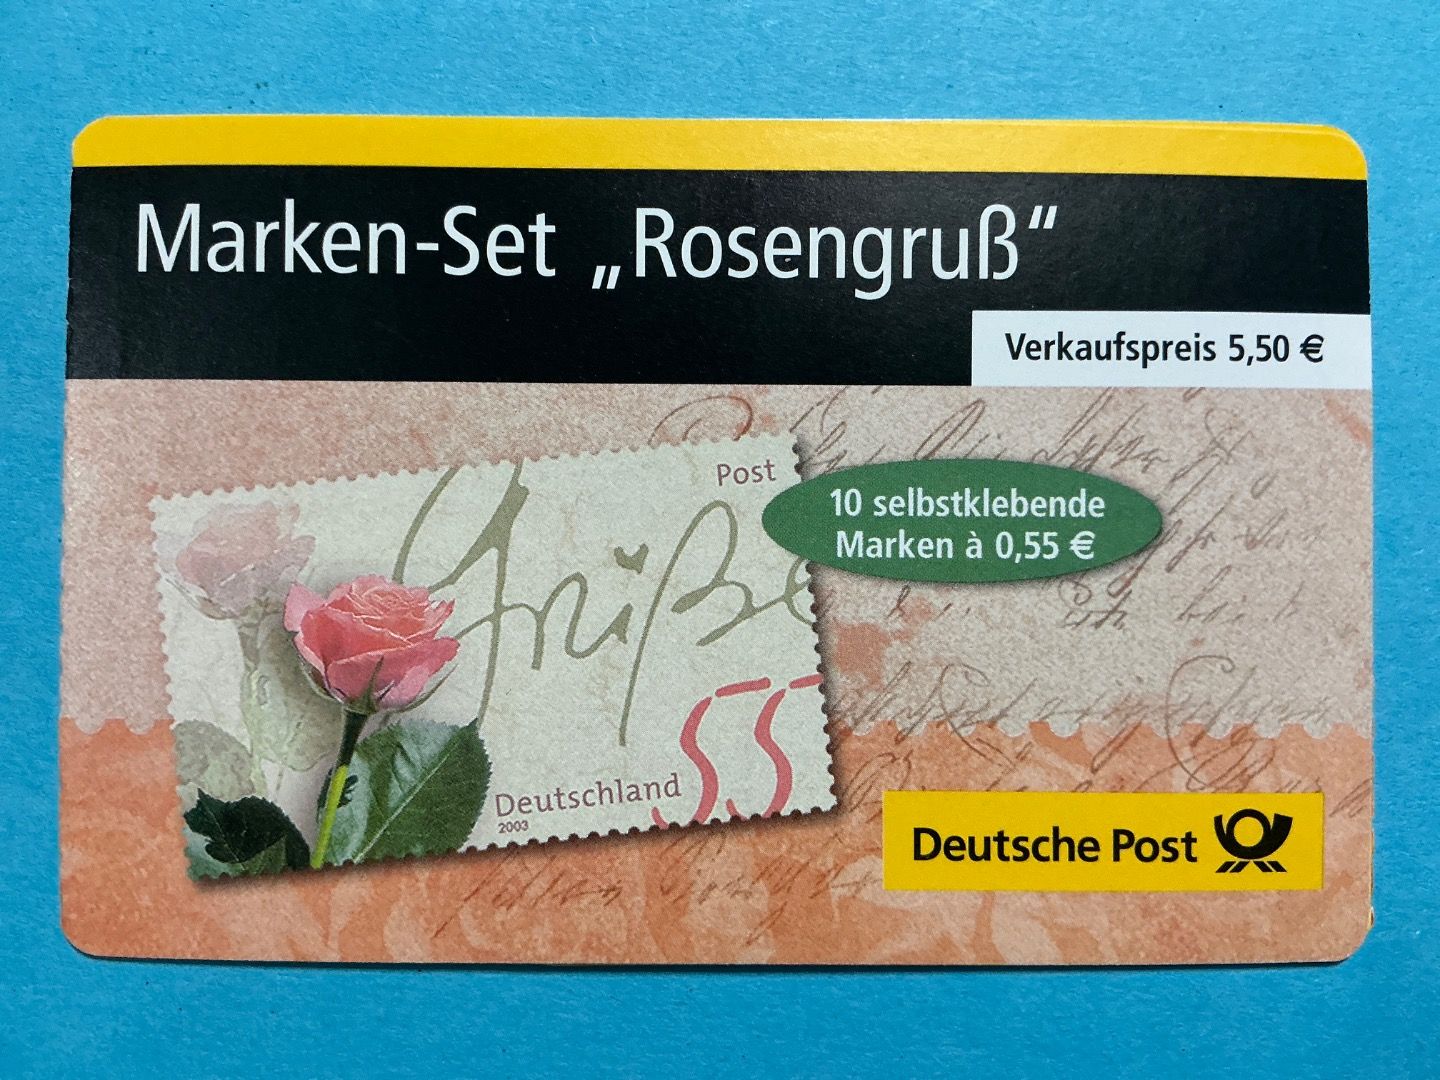 Marken-Set „Rosengruß“
Verkaufspreis 5,50 €
Post
10 selbstklebende
Marken à 0,55 €
Grüße
55
Deutschland
2003
Deutsche Post